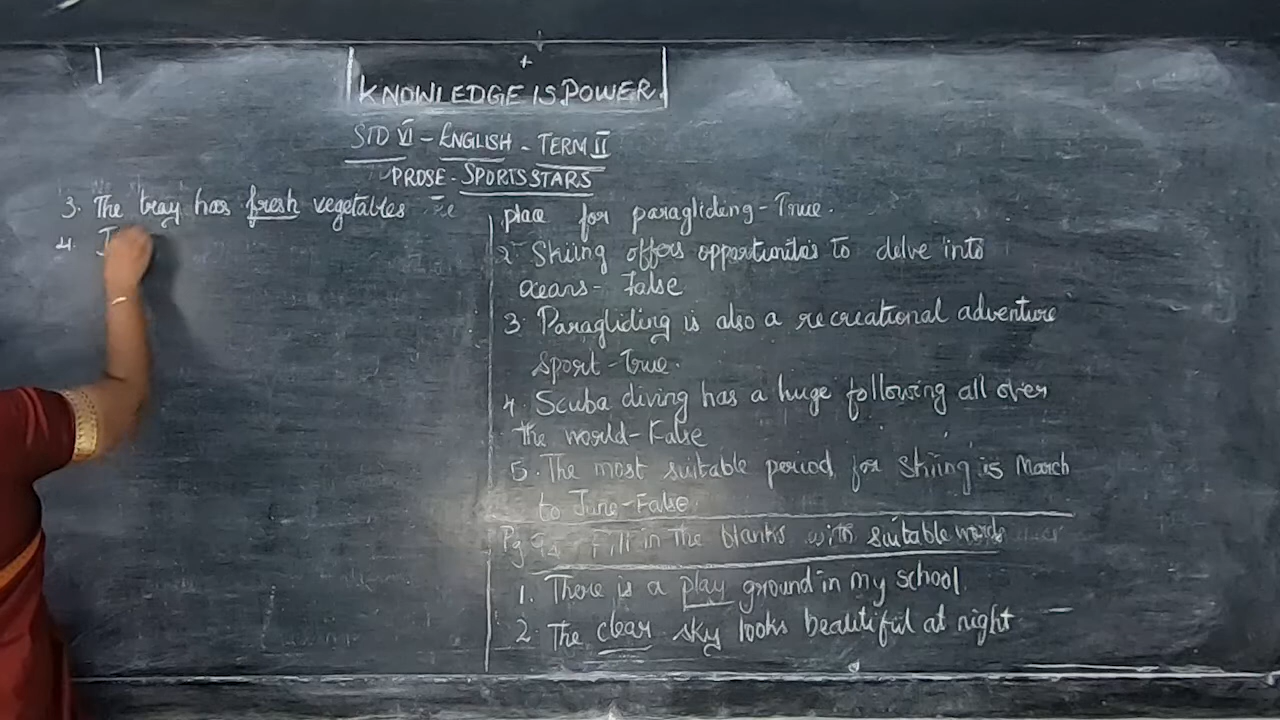 KNOWLEDGE IS POWER
STD VI - ENGLISH - TERM II
PROSE - SPORTS STARS
3. The tray has fresh vegetables
4. I
place for paragliding - True.
2. Skiing offers opportunities to delve into
oceans - False
3. Paragliding is also a recreational adventure
sport - True.
4. Scuba diving has a huge following all over
the world - False
5. The most suitable period for skiing is March
to June - False.
Pg Fill in the blanks with suitable words
1. There is a play ground in my school.
2. The clear sky looks beautiful at night